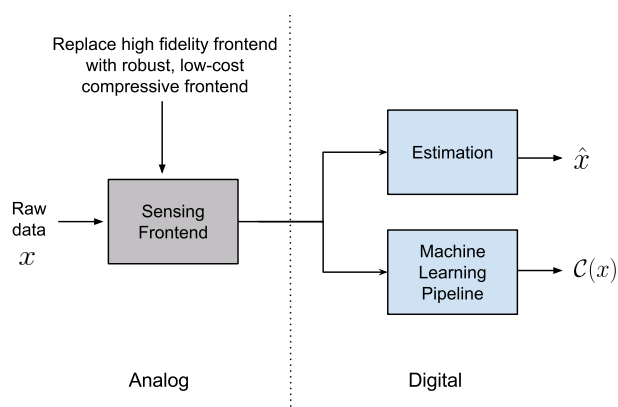 Replace high fidelity frontend
with robust, low-cost
compressive frontend
Raw
data
x
Sensing
Frontend
Estimation
x̂
Machine
Learning
Pipeline
𝒞(x)
Analog
Digital